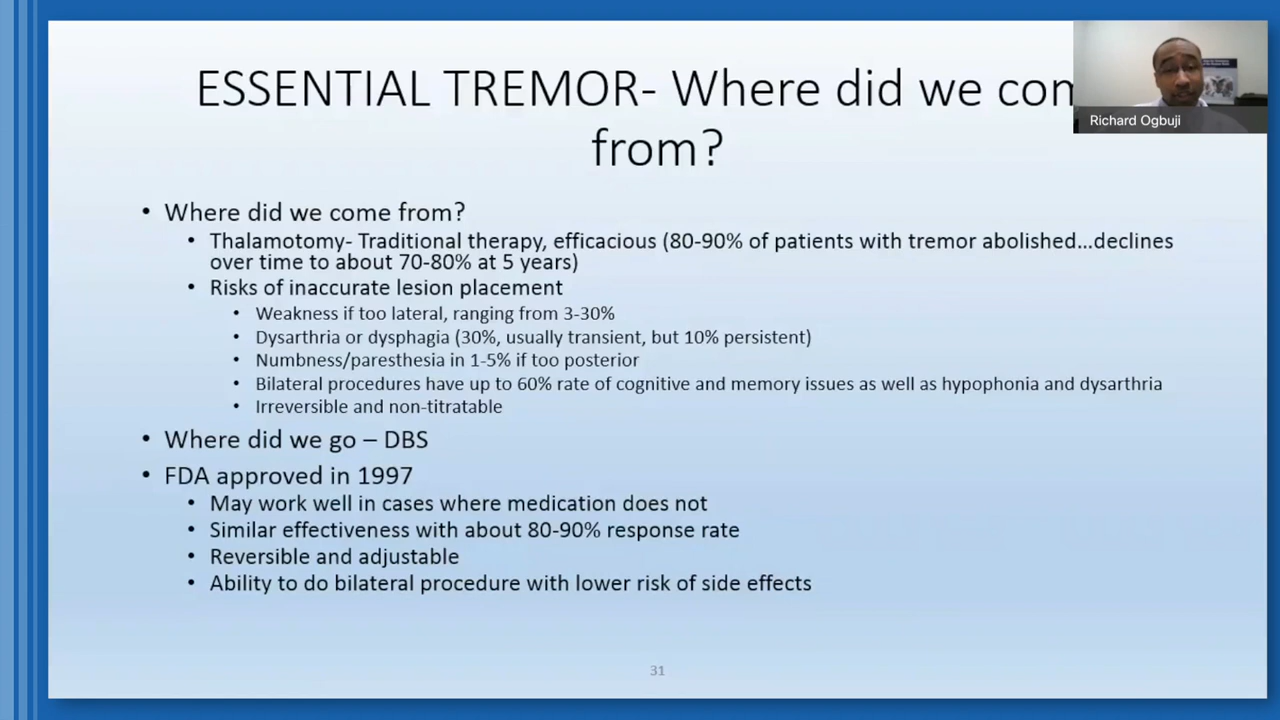 ESSENTIAL TREMOR- Where did we com
from?
Richard Ogbuji
• Where did we come from?
• Thalamotomy- Traditional therapy, efficacious (80-90% of patients with tremor abolished...declines
over time to about 70-80% at 5 years)
• Risks of inaccurate lesion placement
• Weakness if too lateral, ranging from 3-30%
• Dysarthria or dysphagia (30%, usually transient, but 10% persistent)
• Numbness/paresthesia in 1-5% if too posterior
• Bilateral procedures have up to 60% rate of cognitive and memory issues as well as hypophonia and dysarthria
• Irreversible and non-titratable
• Where did we go – DBS
• FDA approved in 1997
• May work well in cases where medication does not
• Similar effectiveness with about 80-90% response rate
• Reversible and adjustable
• Ability to do bilateral procedure with lower risk of side effects
31